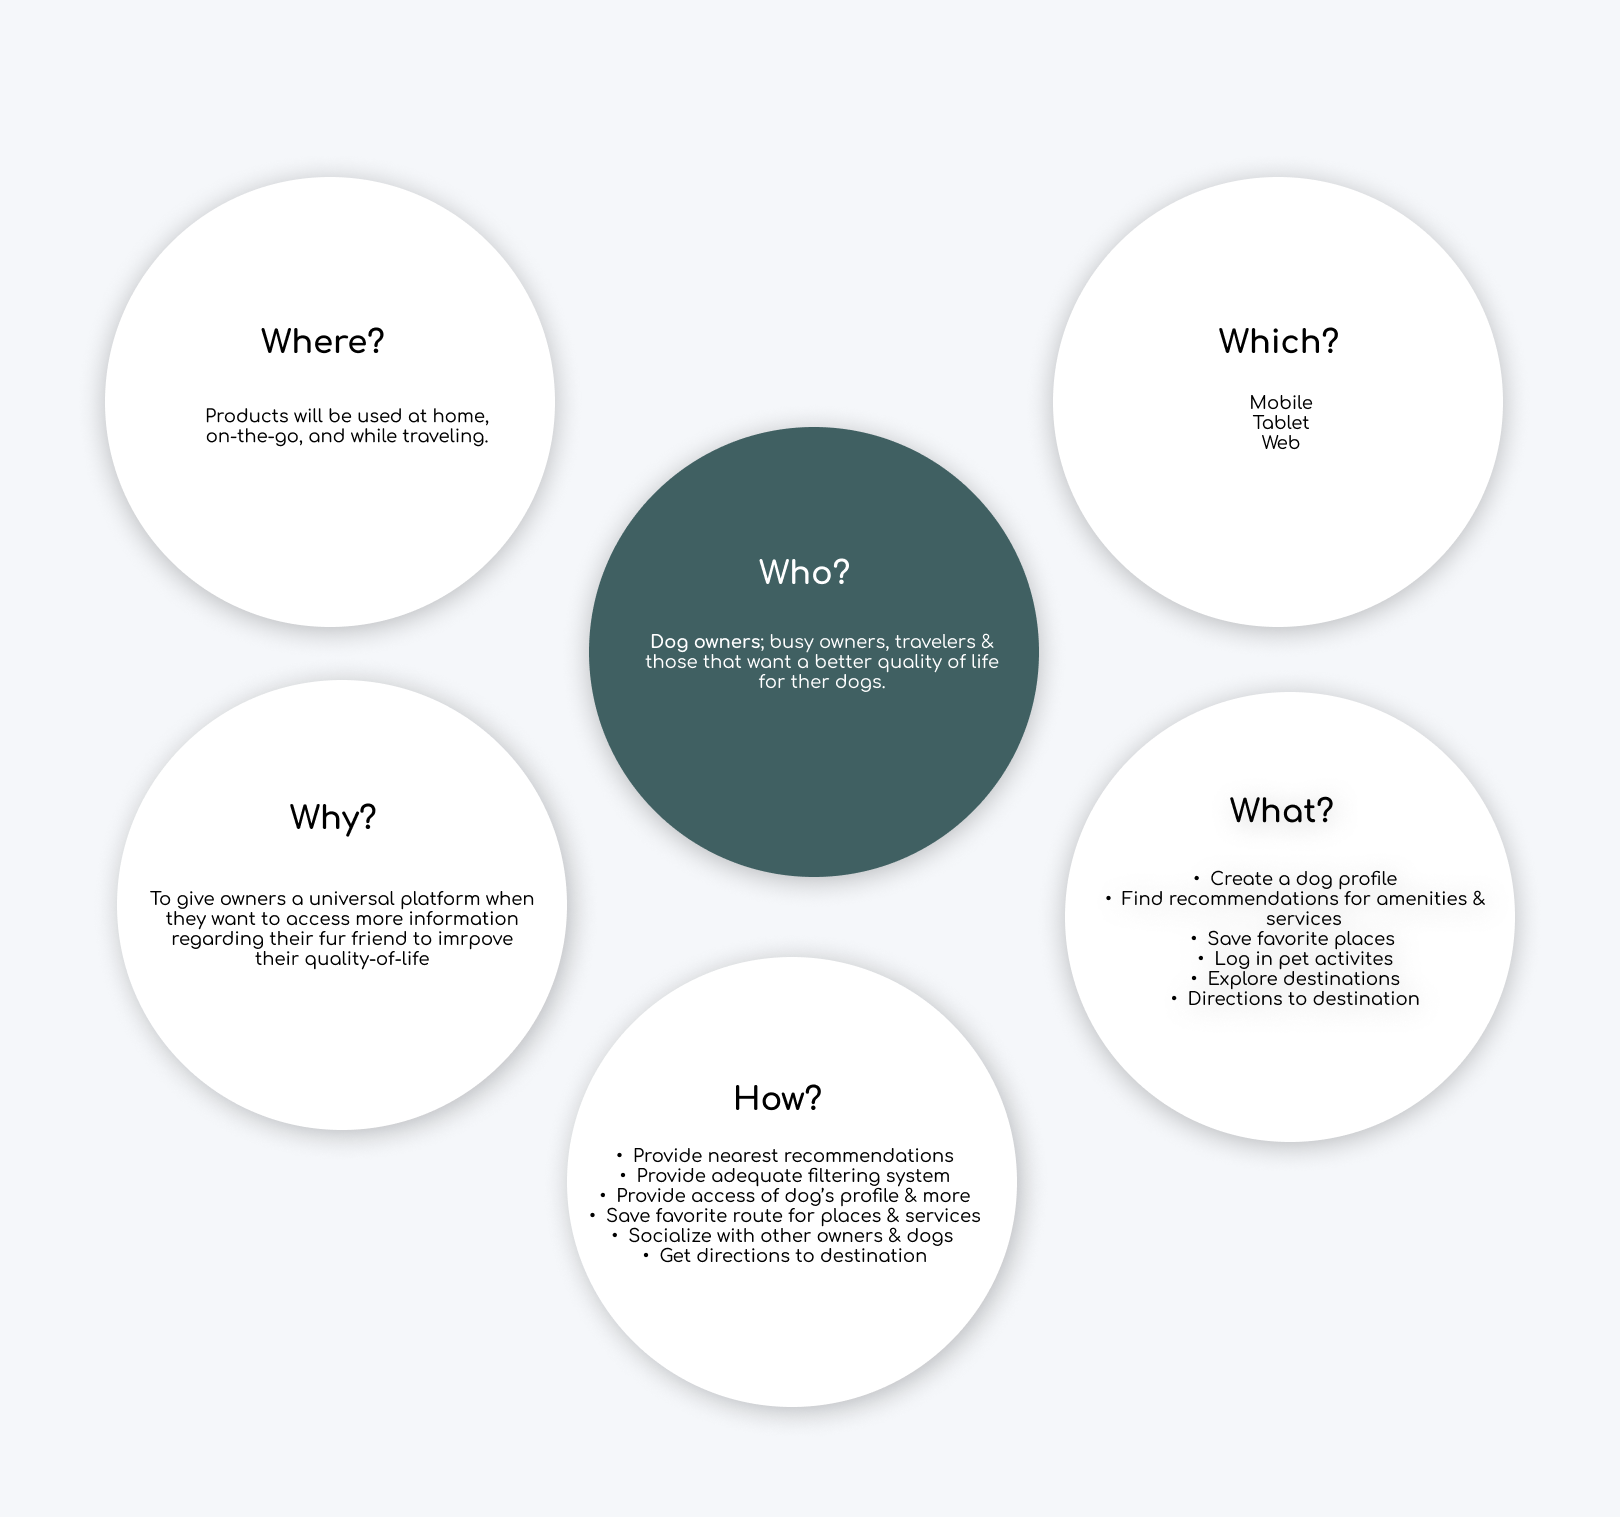 Where?
Products will be used at home,
on-the-go, and while traveling.
Which?
Mobile
Tablet
Web
Who?
Dog owners; busy owners, travelers &
those that want a better quality of life
for ther dogs.
Why?
To give owners a universal platform when
they want to access more information
regarding their fur friend to imrpove
their quality-of-life
What?
• Create a dog profile
• Find recommendations for amenities &
services
• Save favorite places
• Log in pet activites
• Explore destinations
• Directions to destination
How?
• Provide nearest recommendations
• Provide adequate filtering system
• Provide access of dog’s profile & more
• Save favorite route for places & services
• Socialize with other owners & dogs
• Get directions to destination